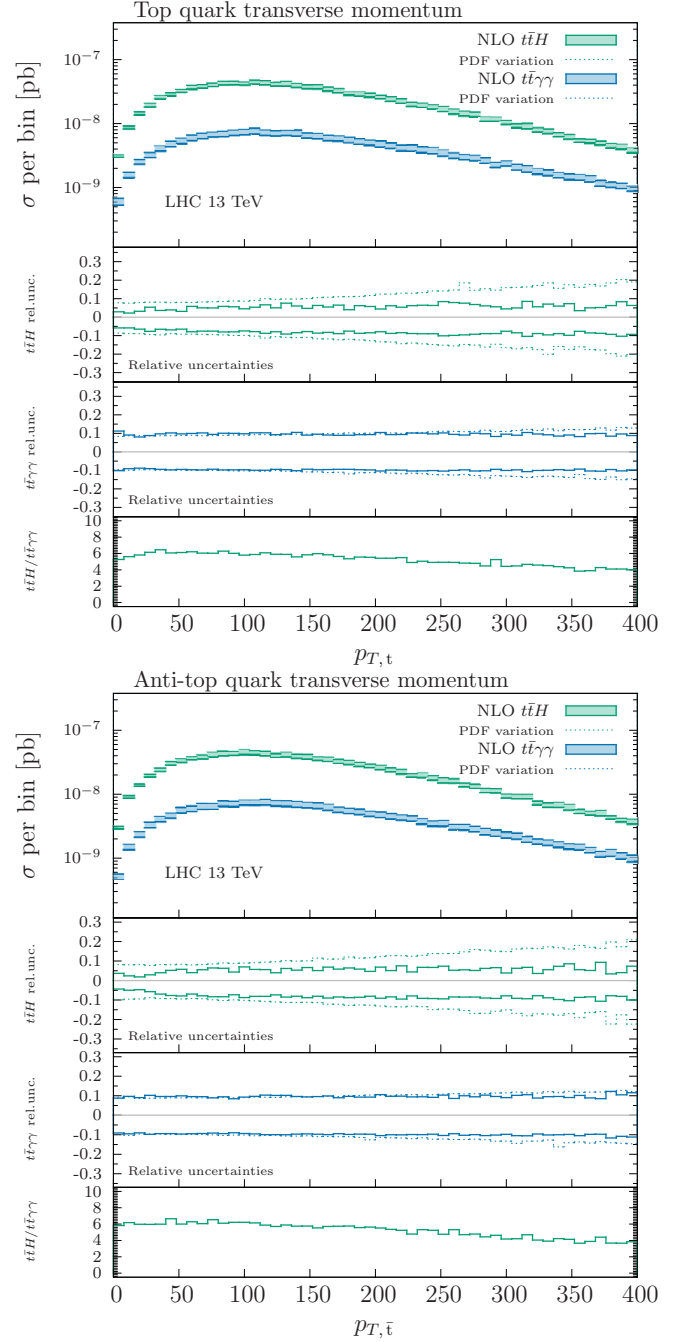 Top quark transverse momentum
σ per bin [pb]
10⁻⁷
10⁻⁸
10⁻⁹
NLO tt̄H
PDF variation
NLO tt̄γγ
PDF variation
LHC 13 TeV
tt̄H rel.unc.
0.3
0.2
0.1
0
-0.1
-0.2
-0.3
Relative uncertainties
tt̄γγ rel.unc.
0.3
0.2
0.1
0
-0.1
-0.2
-0.3
Relative uncertainties
tt̄H/tt̄γγ
10
8
6
4
2
0
0 50 100 150 200 250 300 350 400
p_{T, t}
Anti-top quark transverse momentum
σ per bin [pb]
10⁻⁷
10⁻⁸
10⁻⁹
NLO tt̄H
PDF variation
NLO tt̄γγ
PDF variation
LHC 13 TeV
tt̄H rel.unc.
0.3
0.2
0.1
0
-0.1
-0.2
-0.3
Relative uncertainties
tt̄γγ rel.unc.
0.3
0.2
0.1
0
-0.1
-0.2
-0.3
Relative uncertainties
tt̄H/tt̄γγ
10
8
6
4
2
0
0 50 100 150 200 250 300 350 400
p_{T, t̄}